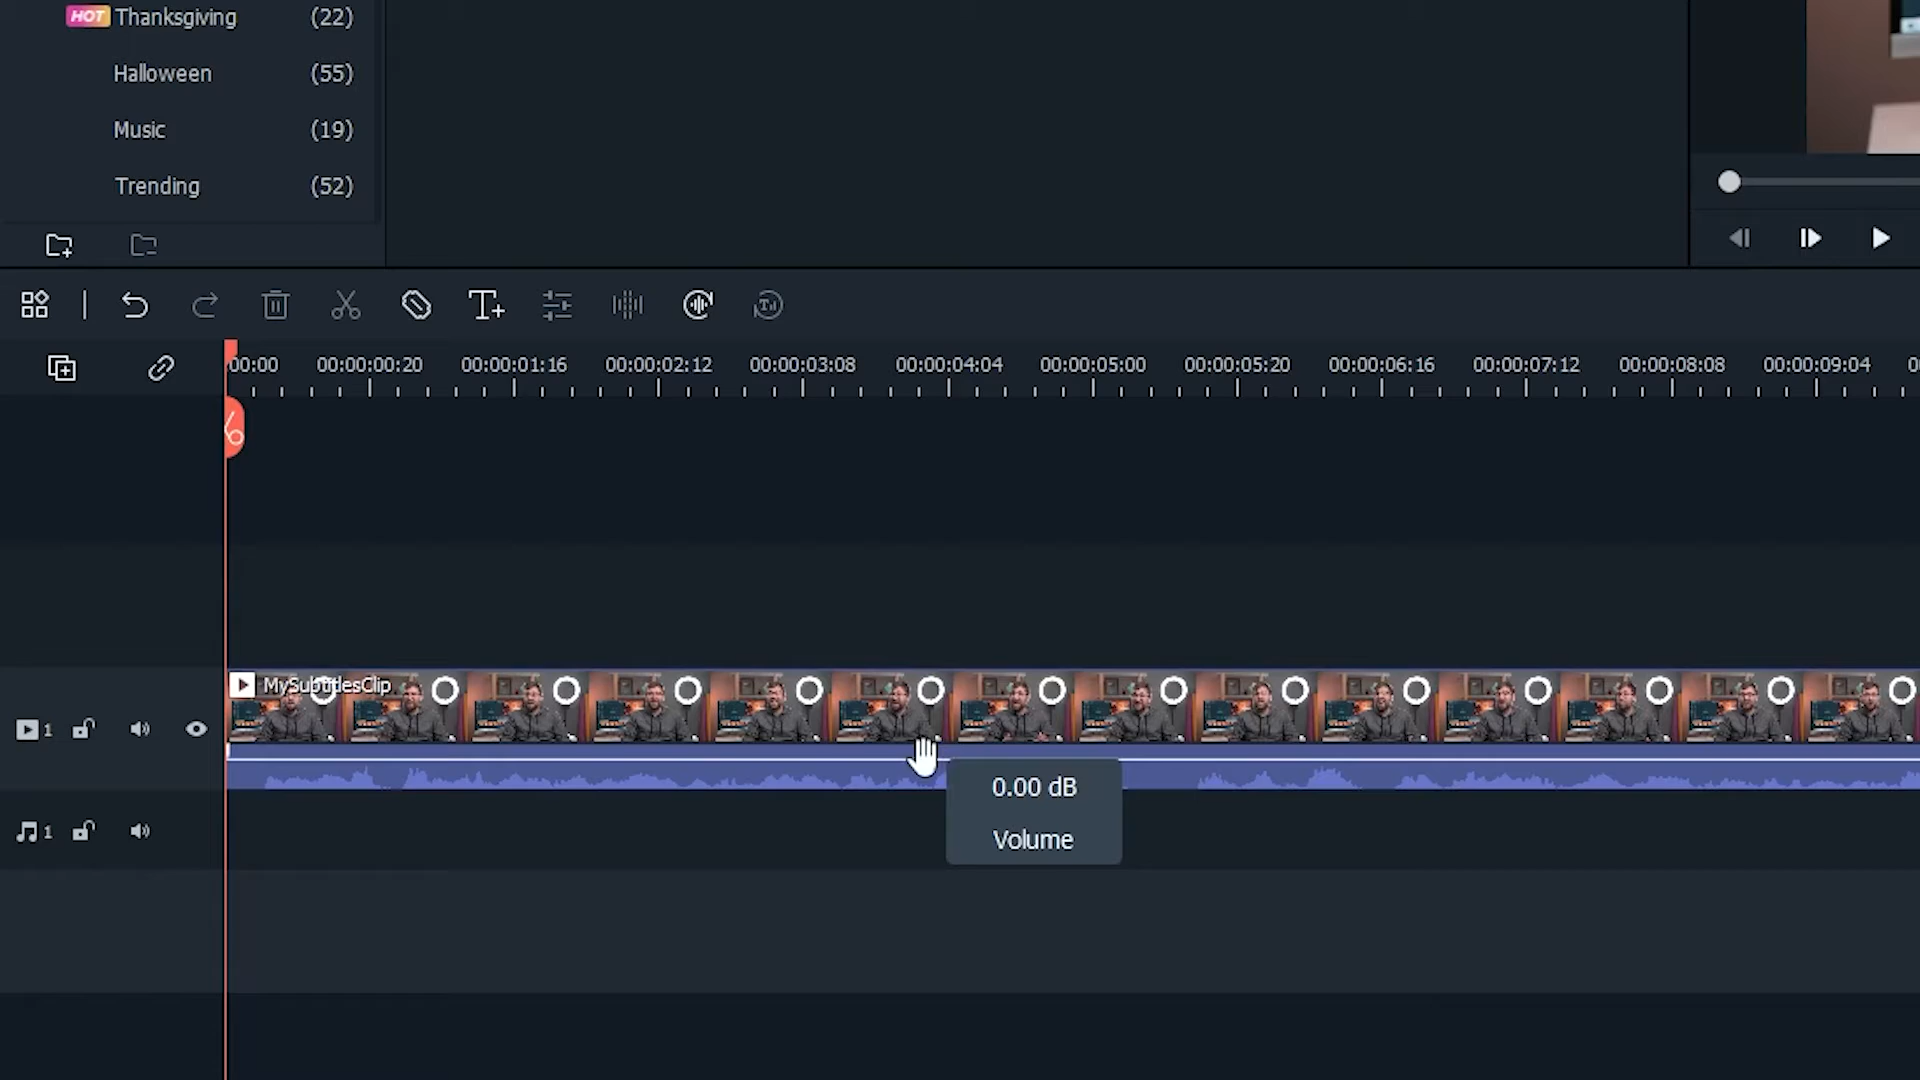 HOT Thanksgiving (22)
Halloween (55)
Music (19)
Trending (52)
00:00 00:00:00:20 00:00:01:16 00:00:02:12 00:00:03:08 00:00:04:04 00:00:05:00 00:00:05:20 00:00:06:16 00:00:07:12 00:00:08:08 00:00:09:04 0
MySubtitlesClip
1
0.00 dB
Volume
1